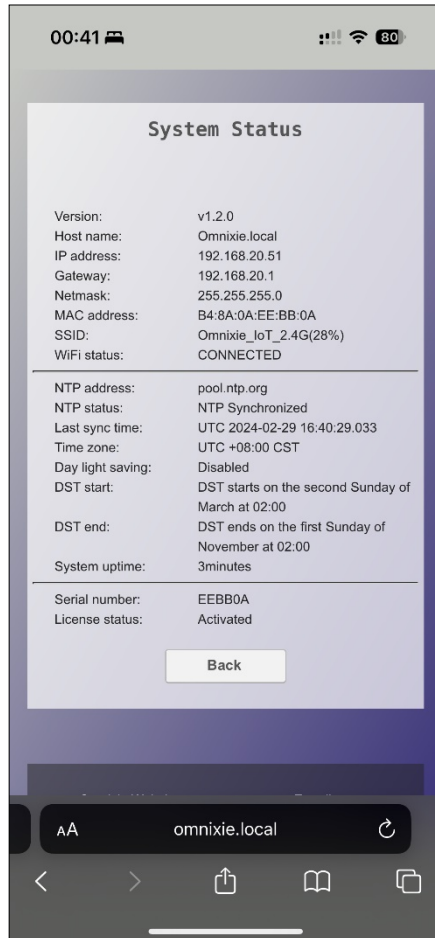 00:41
80
System Status
Version: v1.2.0
Host name: Omnixie.local
IP address: 192.168.20.51
Gateway: 192.168.20.1
Netmask: 255.255.255.0
MAC address: B4:8A:0A:EE:BB:0A
SSID: Omnixie_IoT_2.4G(28%)
WiFi status: CONNECTED
NTP address: pool.ntp.org
NTP status: NTP Synchronized
Last sync time: UTC 2024-02-29 16:40:29.033
Time zone: UTC +08:00 CST
Day light saving: Disabled
DST start: DST starts on the second Sunday of
March at 02:00
DST end: DST ends on the first Sunday of
November at 02:00
System uptime: 3minutes
Serial number: EEBB0A
License status: Activated
Back
AA omnixie.local